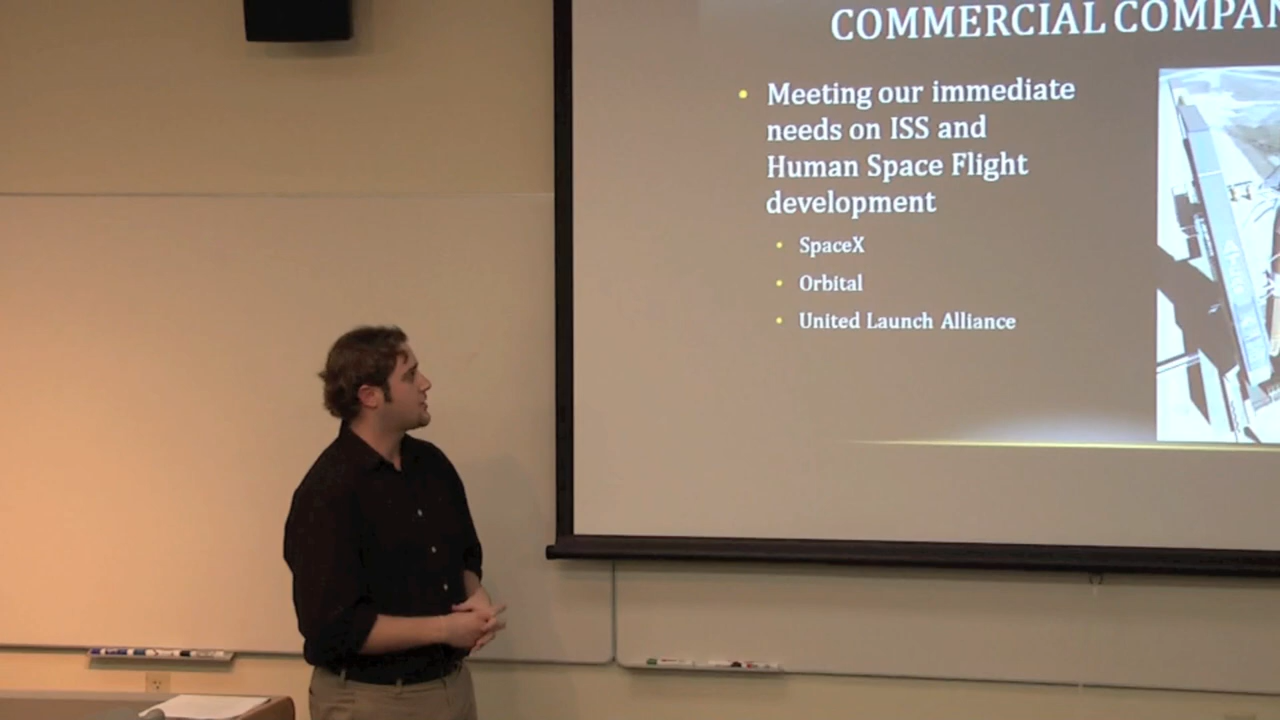 COMMERCIAL COMPAN
• Meeting our immediate
needs on ISS and
Human Space Flight
development
• SpaceX
• Orbital
• United Launch Alliance